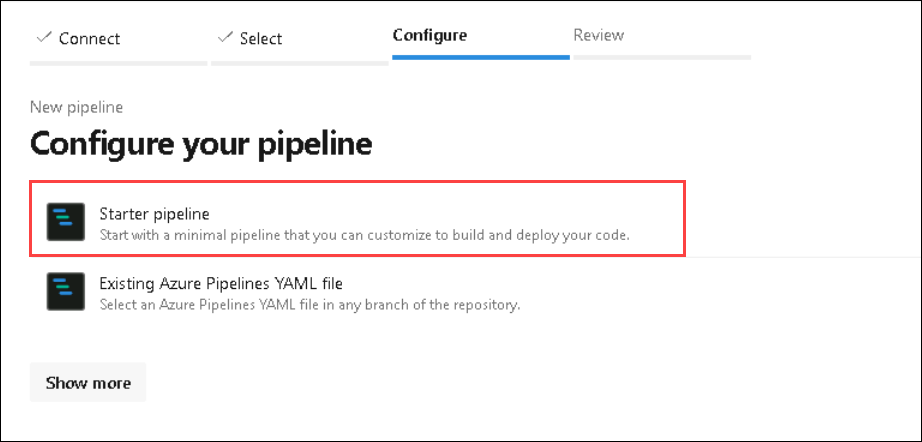 Connect
Select
Configure
Review
New pipeline
Configure your pipeline
Starter pipeline
Start with a minimal pipeline that you can customize to build and deploy your code.
Existing Azure Pipelines YAML file
Select an Azure Pipelines YAML file in any branch of the repository.
Show more